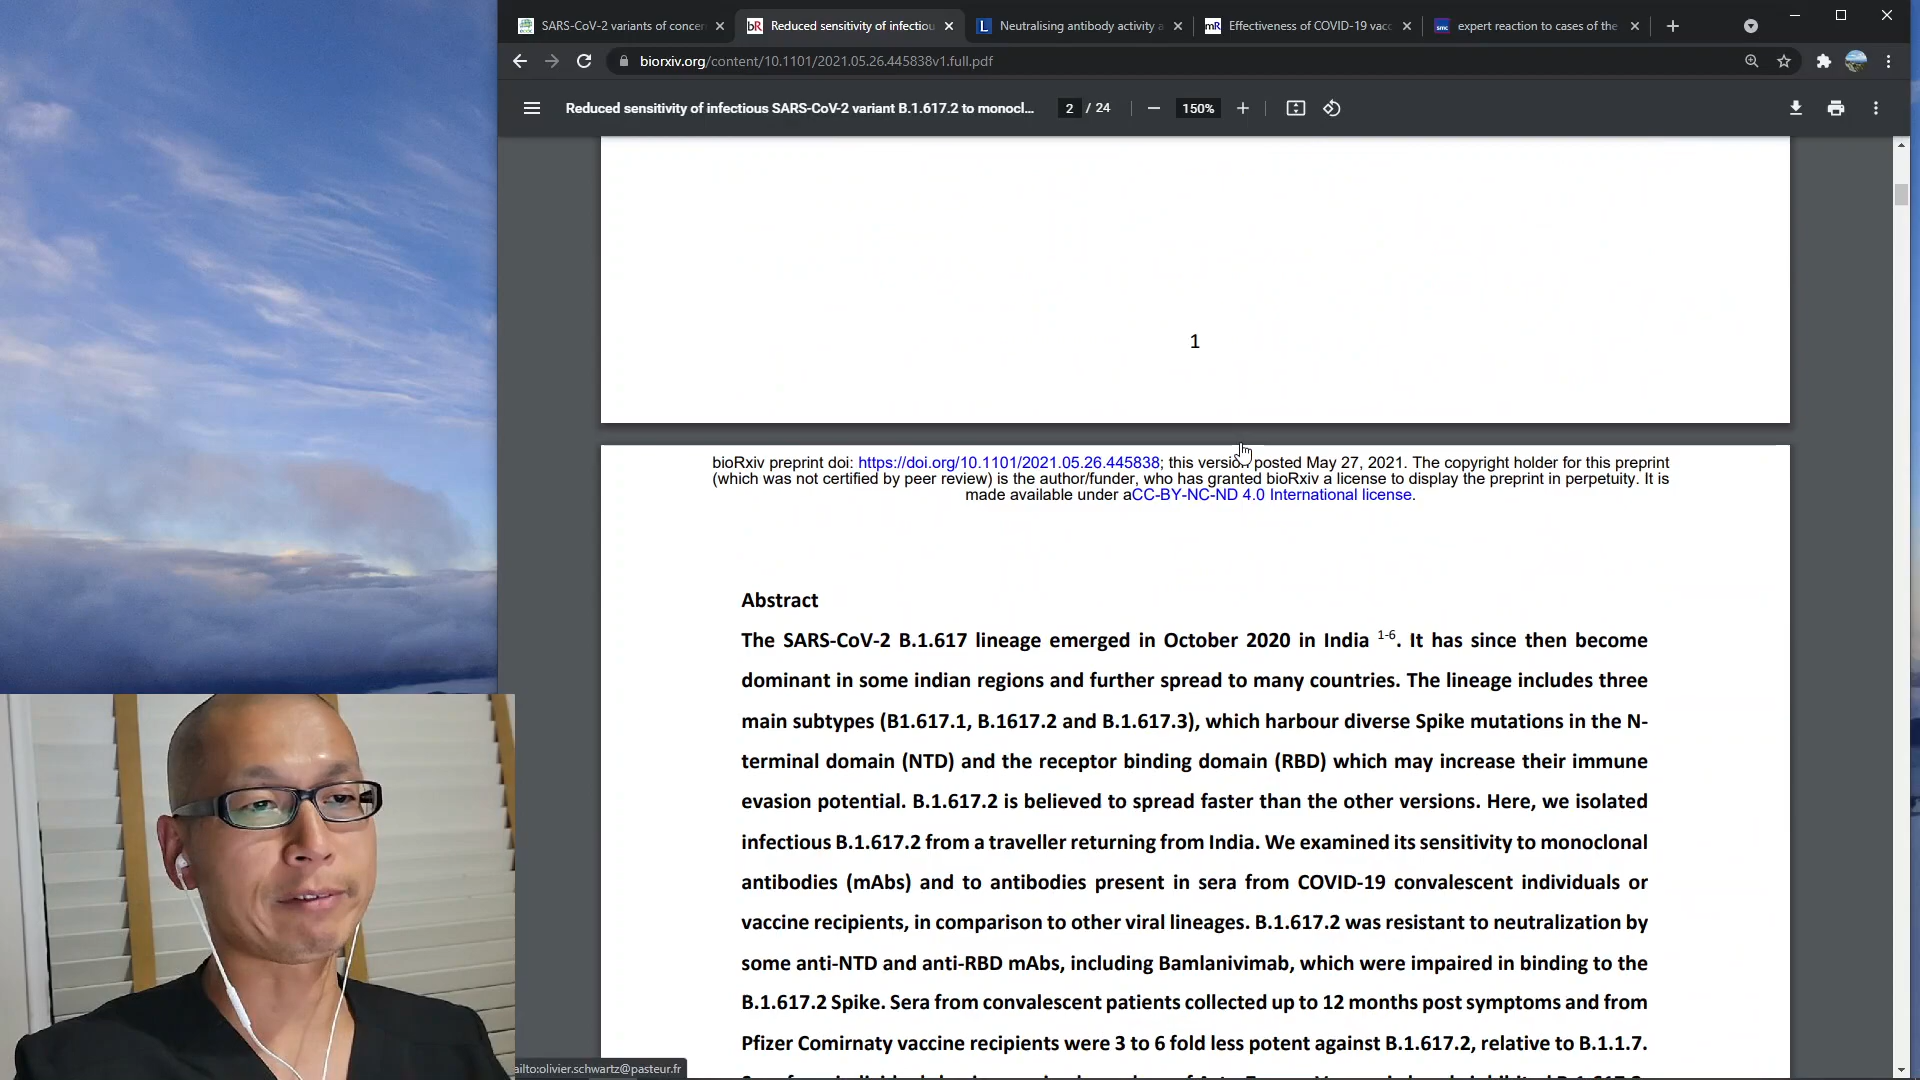 SARS-CoV-2 variants of concer
Reduced sensitivity of infectiou
Neutralising antibody activity a
Effectiveness of COVID-19 vacc
expert reaction to cases of the
biorxiv.org/content/10.1101/2021.05.26.445838v1.full.pdf
Reduced sensitivity of infectious SARS-CoV-2 variant B.1.617.2 to monocl... 2 / 24 150%
1
bioRxiv preprint doi: https://doi.org/10.1101/2021.05.26.445838; this version posted May 27, 2021. The copyright holder for this preprint
(which was not certified by peer review) is the author/funder, who has granted bioRxiv a license to display the preprint in perpetuity. It is
made available under aCC-BY-NC-ND 4.0 International license.
Abstract
The SARS-CoV-2 B.1.617 lineage emerged in October 2020 in India 1-6. It has since then become
dominant in some indian regions and further spread to many countries. The lineage includes three
main subtypes (B1.617.1, B.1617.2 and B.1.617.3), which harbour diverse Spike mutations in the N-
terminal domain (NTD) and the receptor binding domain (RBD) which may increase their immune
evasion potential. B.1.617.2 is believed to spread faster than the other versions. Here, we isolated
infectious B.1.617.2 from a traveller returning from India. We examined its sensitivity to monoclonal
antibodies (mAbs) and to antibodies present in sera from COVID-19 convalescent individuals or
vaccine recipients, in comparison to other viral lineages. B.1.617.2 was resistant to neutralization by
some anti-NTD and anti-RBD mAbs, including Bamlanivimab, which were impaired in binding to the
B.1.617.2 Spike. Sera from convalescent patients collected up to 12 months post symptoms and from
Pfizer Comirnaty vaccine recipients were 3 to 6 fold less potent against B.1.617.2, relative to B.1.1.7.
ailto:olivier.schwartz@pasteur.fr